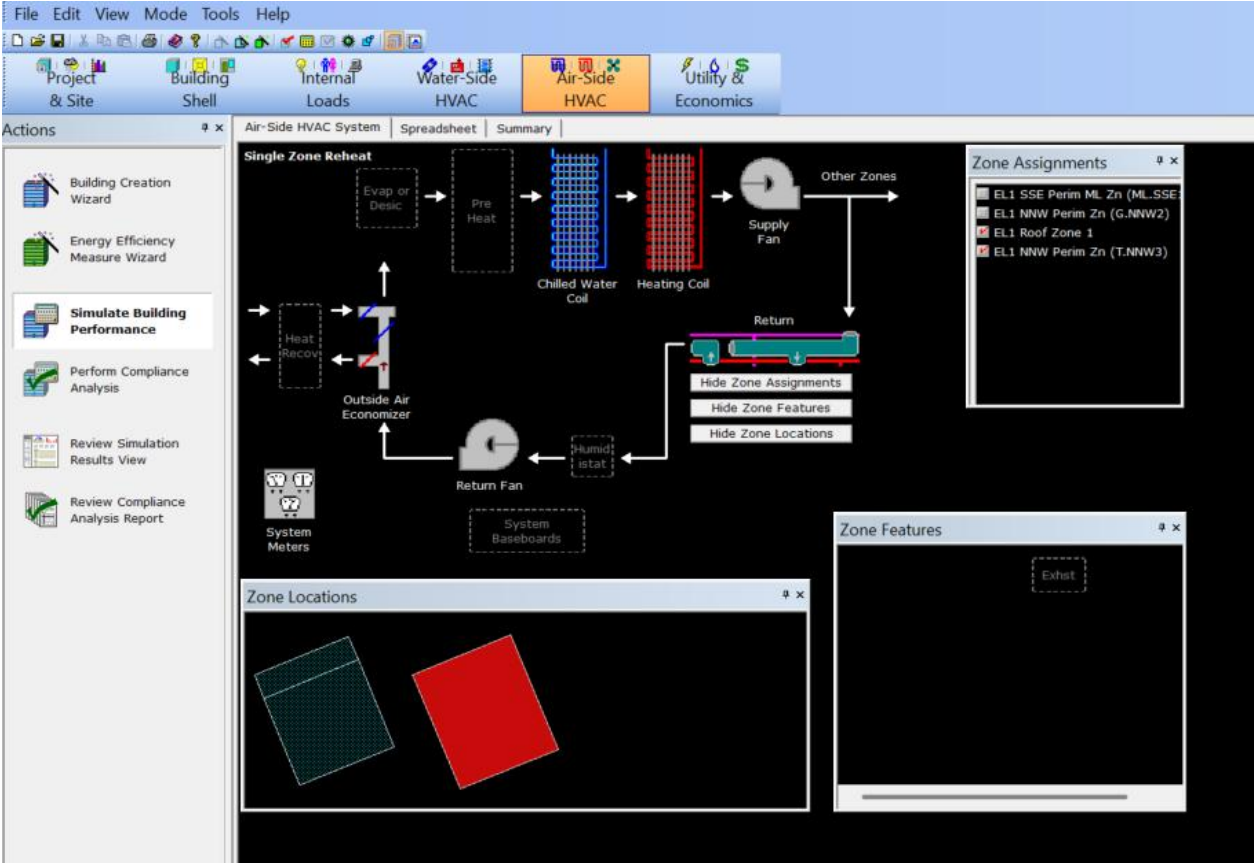 File Edit View Mode Tools Help
Project & Site
Building Shell
Internal Loads
Water-Side HVAC
Air-Side HVAC
Utility & Economics
Actions
Building Creation
Wizard
Energy Efficiency
Measure Wizard
Simulate Building
Performance
Perform Compliance
Analysis
Review Simulation
Results View
Review Compliance
Analysis Report
Air-Side HVAC System Spreadsheet Summary
Single Zone Reheat
Evap or
Desic
Pre
Heat
Chilled Water
Coil
Heating Coil
Supply
Fan
Other Zones
Heat
Recov
Outside Air
Economizer
Return
Hide Zone Assignments
Hide Zone Features
Hide Zone Locations
Humid
istat
Return Fan
System
Meters
System
Baseboards
Zone Assignments
EL1 SSE Perim ML Zn (ML.SSE1
EL1 NNW Perim Zn (G.NNW2)
EL1 Roof Zone 1
EL1 NNW Perim Zn (T.NNW3)
Zone Features
Exhst
Zone Locations